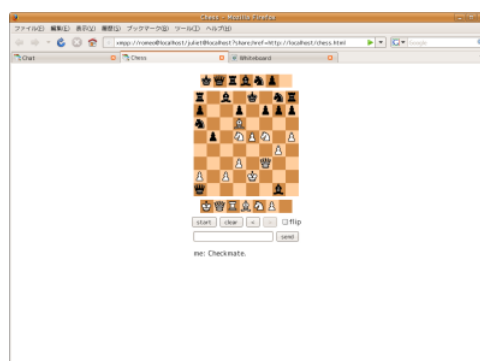 Chess - Mozilla Firefox
ファイル(F) 編集(E) 表示(V) 履歴(S) ブックマーク(B) ツール(T) ヘルプ(H)
xmpp://romeo@localhost/juliet@localhost?share;href=http://localhost/chess.html
Google
Chat
Chess
Whiteboard
start
clear
flip
send
me: Checkmate.